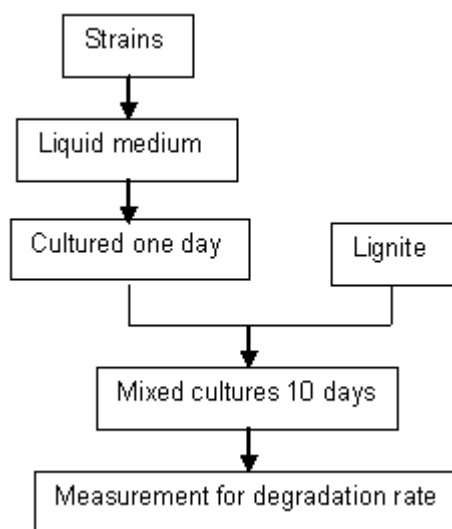 Strains
Liquid medium
Cultured one day
Lignite
Mixed cultures 10 days
Measurement for degradation rate